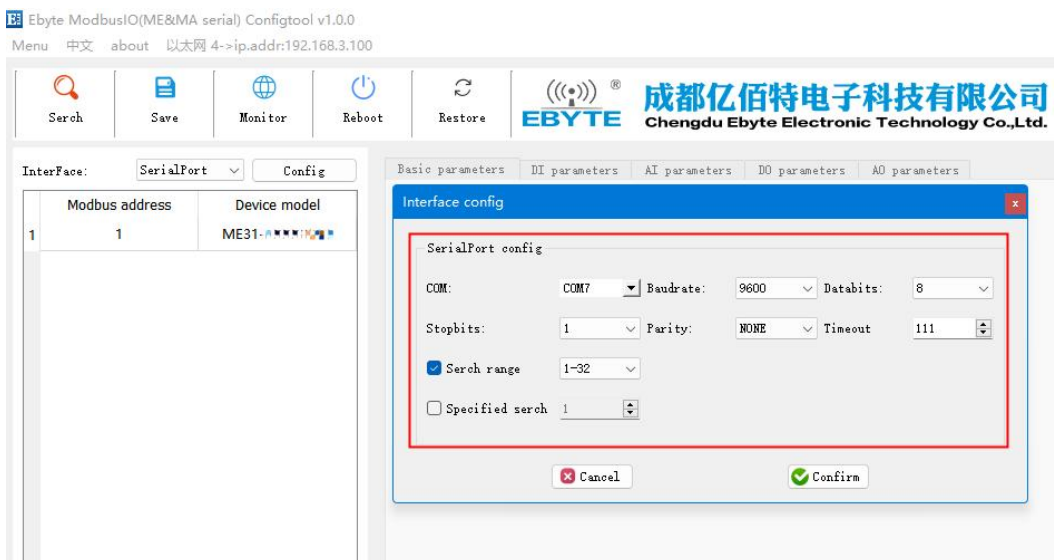 Ebyte ModbusIO(ME&MA serial) Configtool v1.0.0
Menu 中文 about 以太网 4->ip.addr:192.168.3.100
Serch Save Monitor Reboot Restore
((•)) ®
EBYTE
成都亿佰特电子科技有限公司
Chengdu Ebyte Electronic Technology Co.,Ltd.
InterFace: SerialPort Config
Modbus address Device model
1 1 ME31-
Basic parameters DI parameters AI parameters DO parameters AO parameters
Interface config x
SerialPort config
COM: COM7 Baudrate: 9600 Databits: 8
Stopbits: 1 Parity: NONE Timeout 111
Serch range 1-32
Specified serch 1
Cancel Confirm